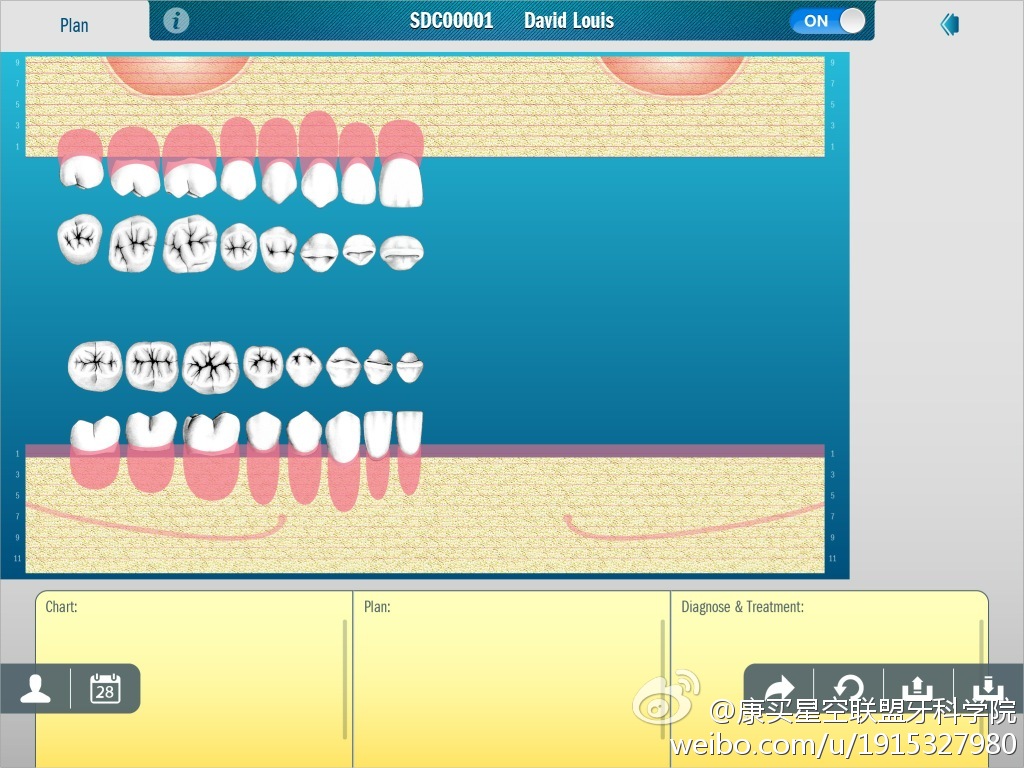 Plan
SDC00001 David Louis
ON
9 9
7 7
5 5
3 3
1 1
1 1
3 3
5 5
7 7
9 9
11 11
Chart:
Plan:
Diagnose & Treatment:
28
@康买星空联盟牙科学院
weibo.com/u/1915327980